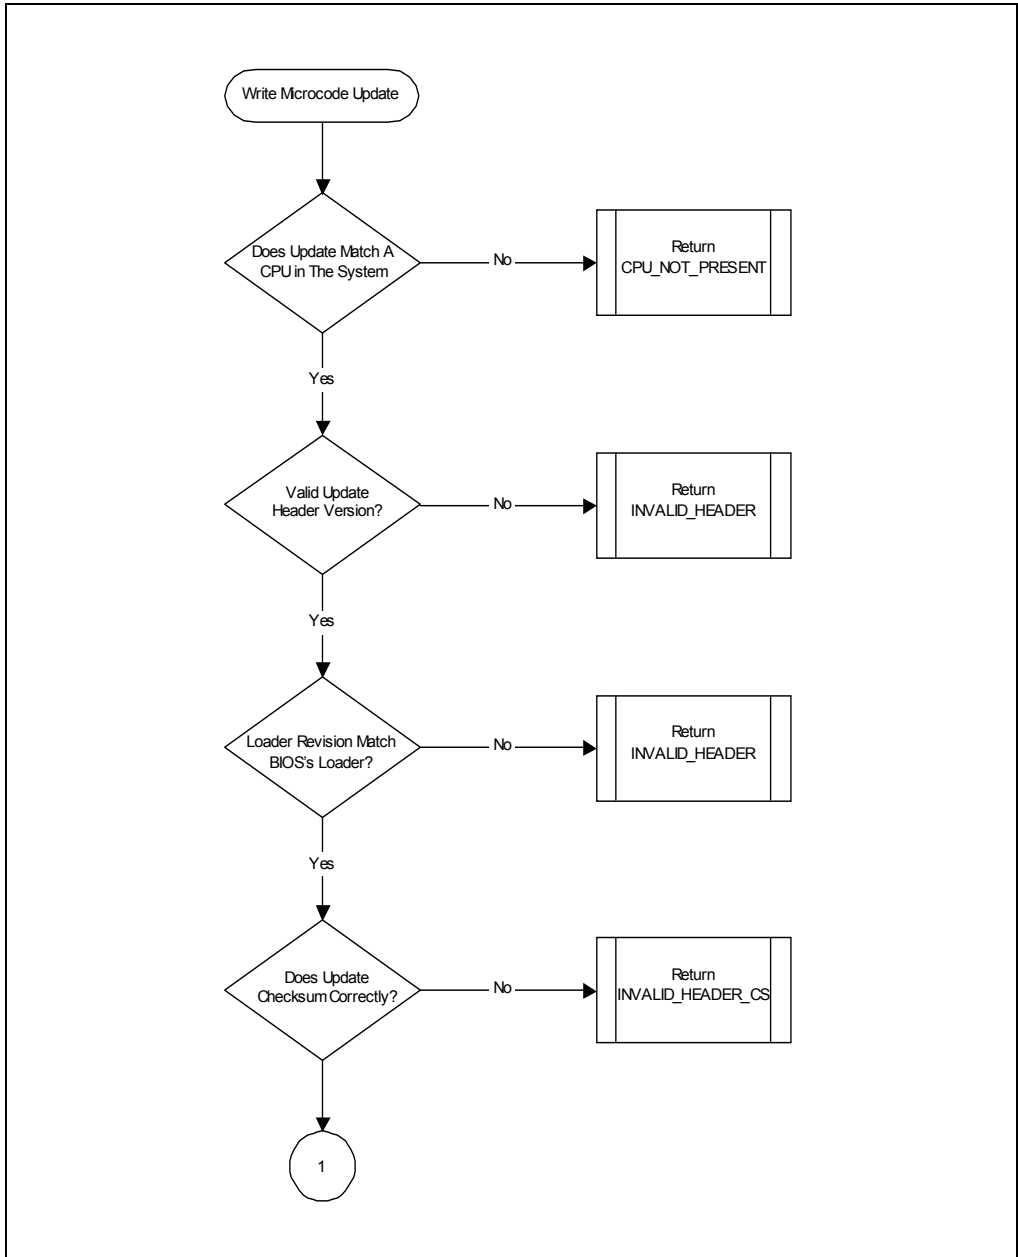 Write Microcode Update
Does Update Match A
CPU in The System
No
Return
CPU_NOT_PRESENT
Yes
Valid Update
Header Version?
No
Return
INVALID_HEADER
Yes
Loader Revision Match
BIOS's Loader?
No
Return
INVALID_HEADER
Yes
Does Update
Checksum Correctly?
No
Return
INVALID_HEADER_CS
1